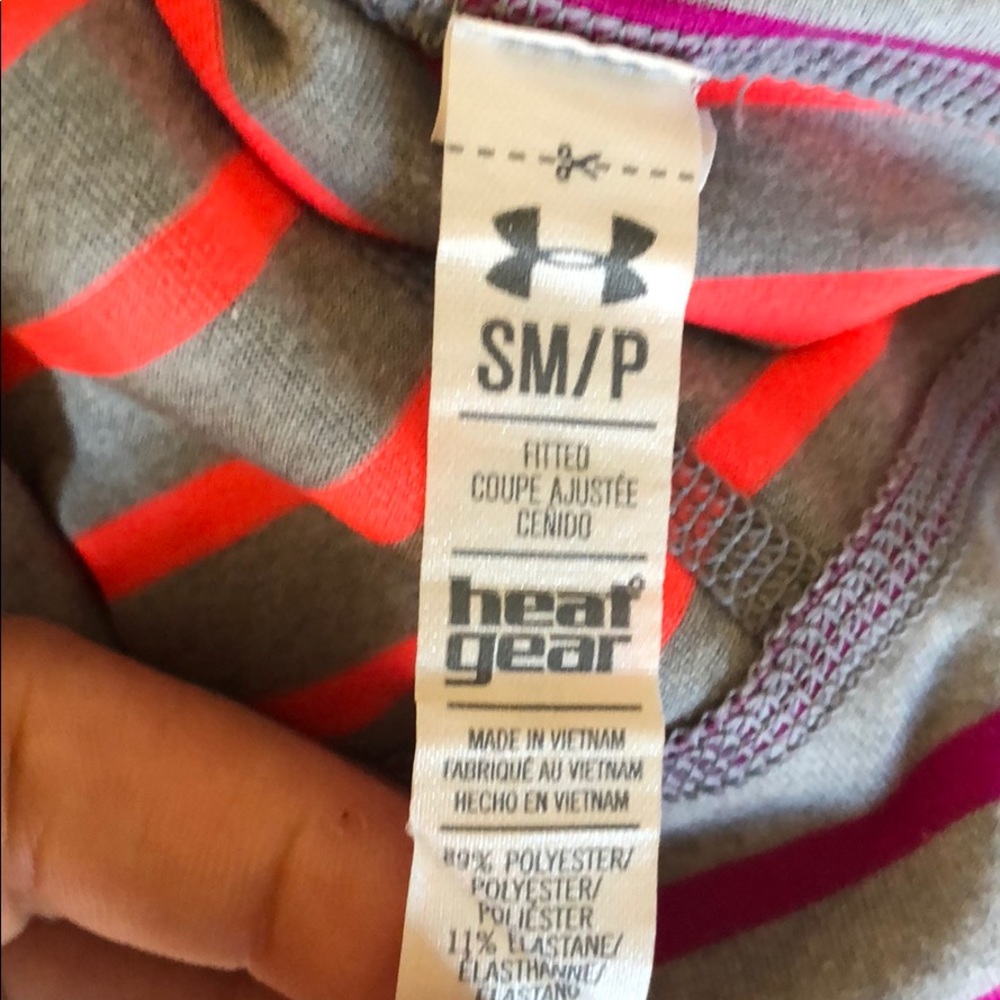 SM/P
FITTED
COUPE AJUSTÉE
CEÑIDO
heat
gear
MADE IN VIETNAM
FABRIQUÉ AU VIETNAM
HECHO EN VIETNAM
89% POLYESTER/
POLYESTER/
POLIÉSTER
11% ELASTANE/
ÉLASTHANNE/
ELASTANO